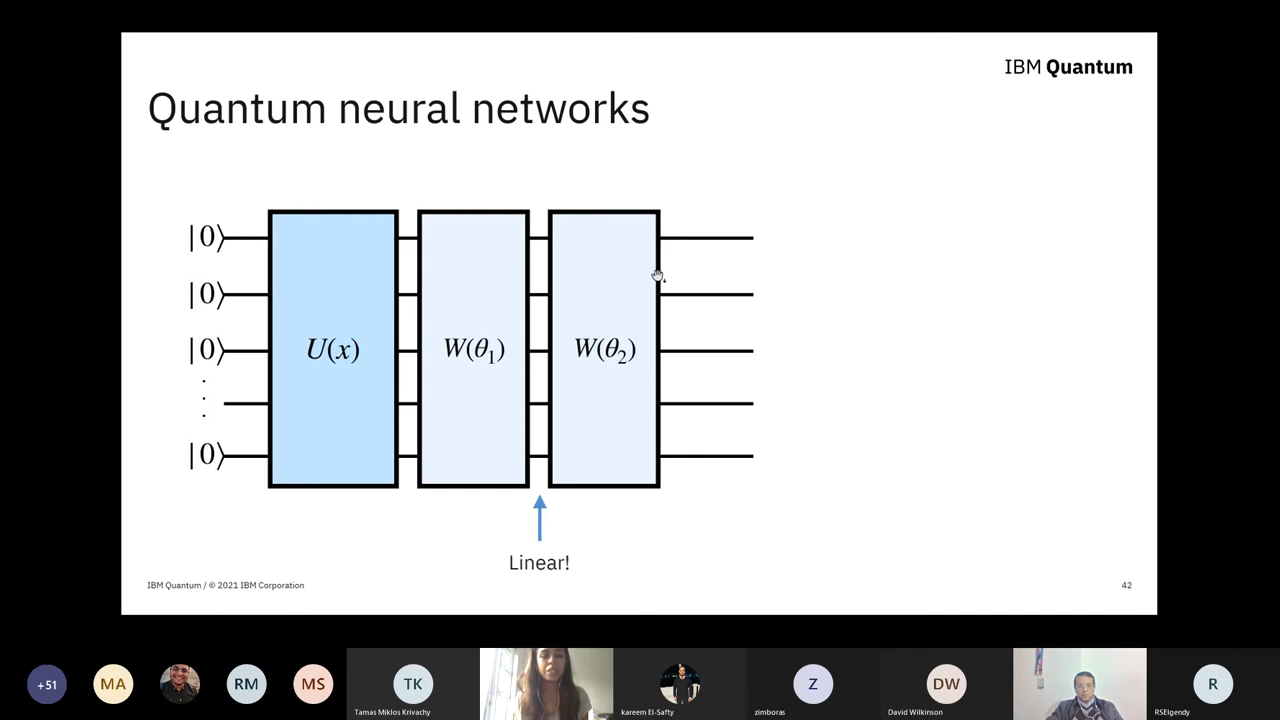 IBM Quantum
Quantum neural networks
|0⟩
|0⟩
|0⟩
|0⟩
U(x)
W(θ₁)
W(θ₂)
Linear!
IBM Quantum / © 2021 IBM Corporation
42
+51
MA
RM
MS
TK
Z
DW
R
Tamas Miklos Krivachy
kareem El-Safty
zimboras
David Wilkinson
RSElgendy